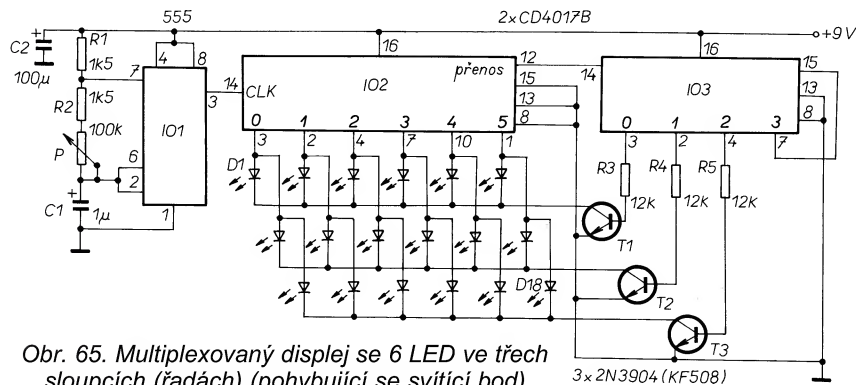 555
2xCD4017B
+9V
C2
+
100μ
R1
1k5
R2
1k5
100k
P
+
C1
1μ
4
8
7
3
6
2
1
IO1
14
CLK
16
IO2
přenos
12
15
13
8
0
1
2
3
4
5
3
2
4
7
10
1
14
16
IO3
15
13
8
0
1
2
3
3
2
4
7
D1
D18
R3
R4
R5
12k
12k
12k
T1
T2
T3
3x2N3904 (KF508)
Obr. 65. Multiplexovaný displej se 6 LED ve třech
sloupcích (řadách) (pohybující se svítící bod)